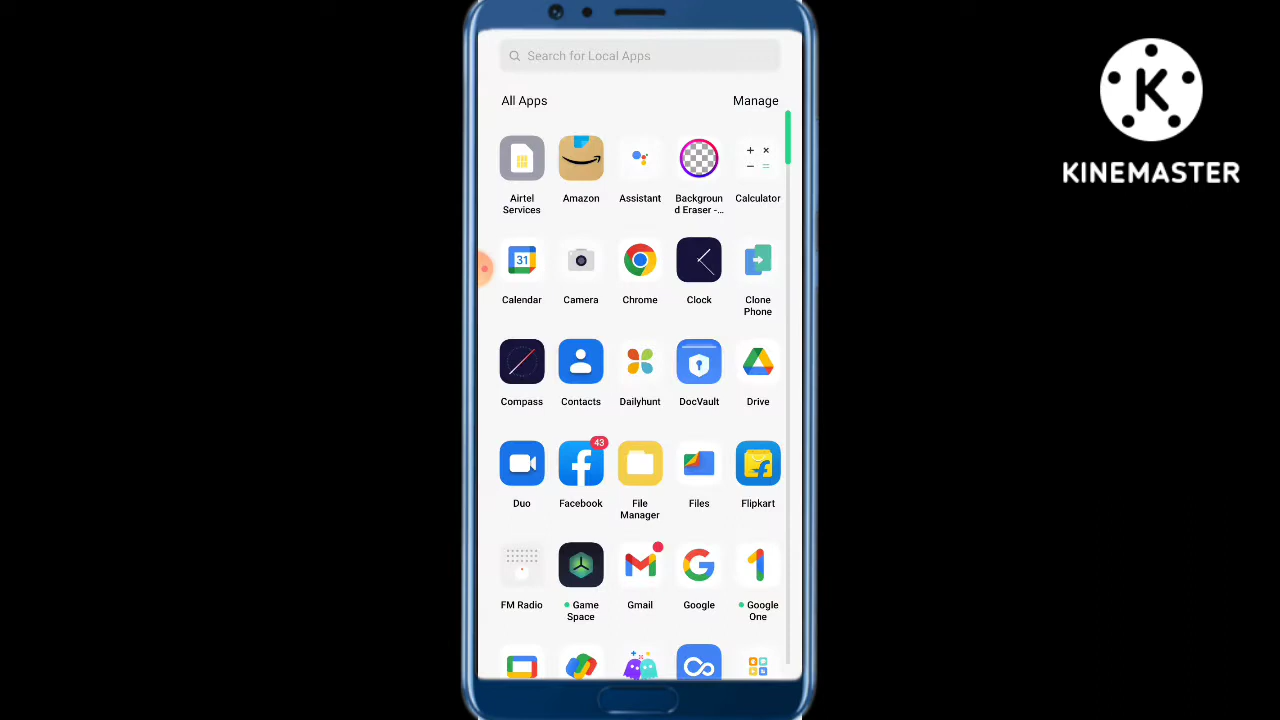 Search for Local Apps
All Apps
Manage
K
KINEMASTER
+ ×
− =
Airtel
Services
Amazon
Assistant
Backgroun
d Eraser -...
Calculator
31
Calendar
Camera
Chrome
Clock
Clone
Phone
Compass
Contacts
Dailyhunt
DocVault
Drive
43
Duo
Facebook
File
Manager
Files
Flipkart
FM Radio
Game
Space
Gmail
Google
Google
One